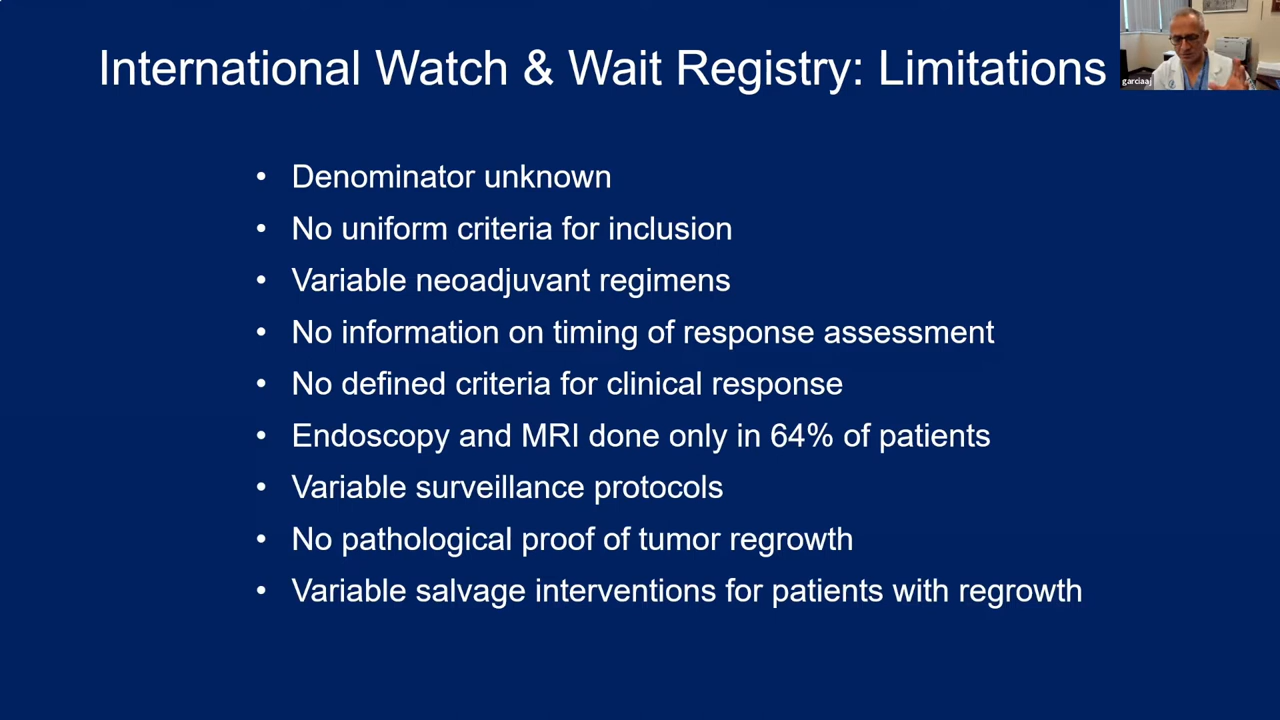 International Watch & Wait Registry: Limitations
garciaaj
• Denominator unknown
• No uniform criteria for inclusion
• Variable neoadjuvant regimens
• No information on timing of response assessment
• No defined criteria for clinical response
• Endoscopy and MRI done only in 64% of patients
• Variable surveillance protocols
• No pathological proof of tumor regrowth
• Variable salvage interventions for patients with regrowth